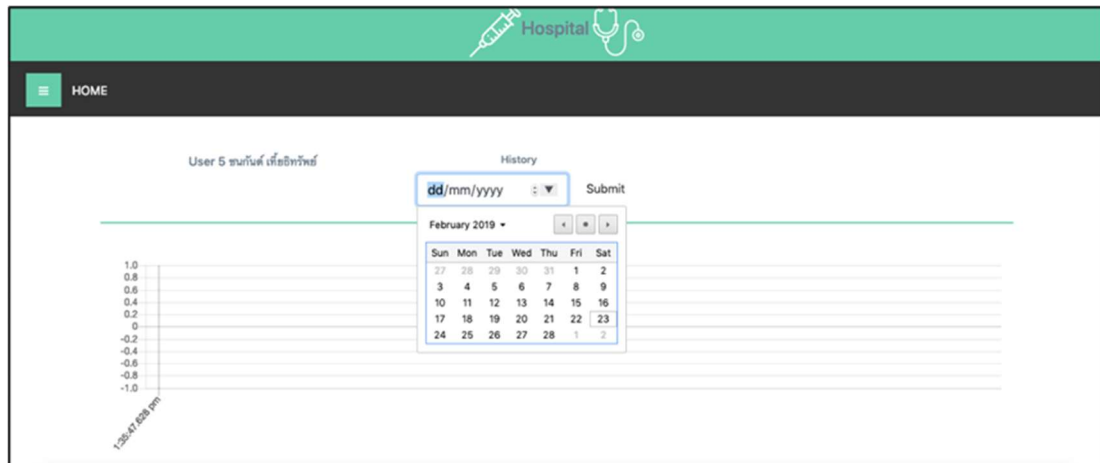 Hospital
HOME
User 5 ชนกันต์ เที้ยธิทรัพย์
History
dd/mm/yyyy
Submit
February 2019
Sun Mon Tue Wed Thu Fri Sat
27 28 29 30 31 1 2
3 4 5 6 7 8 9
10 11 12 13 14 15 16
17 18 19 20 21 22 23
24 25 26 27 28 1 2
1.0
0.8
0.6
0.4
0.2
0
-0.2
-0.4
-0.6
-0.8
-1.0
1:35:47.628 pm